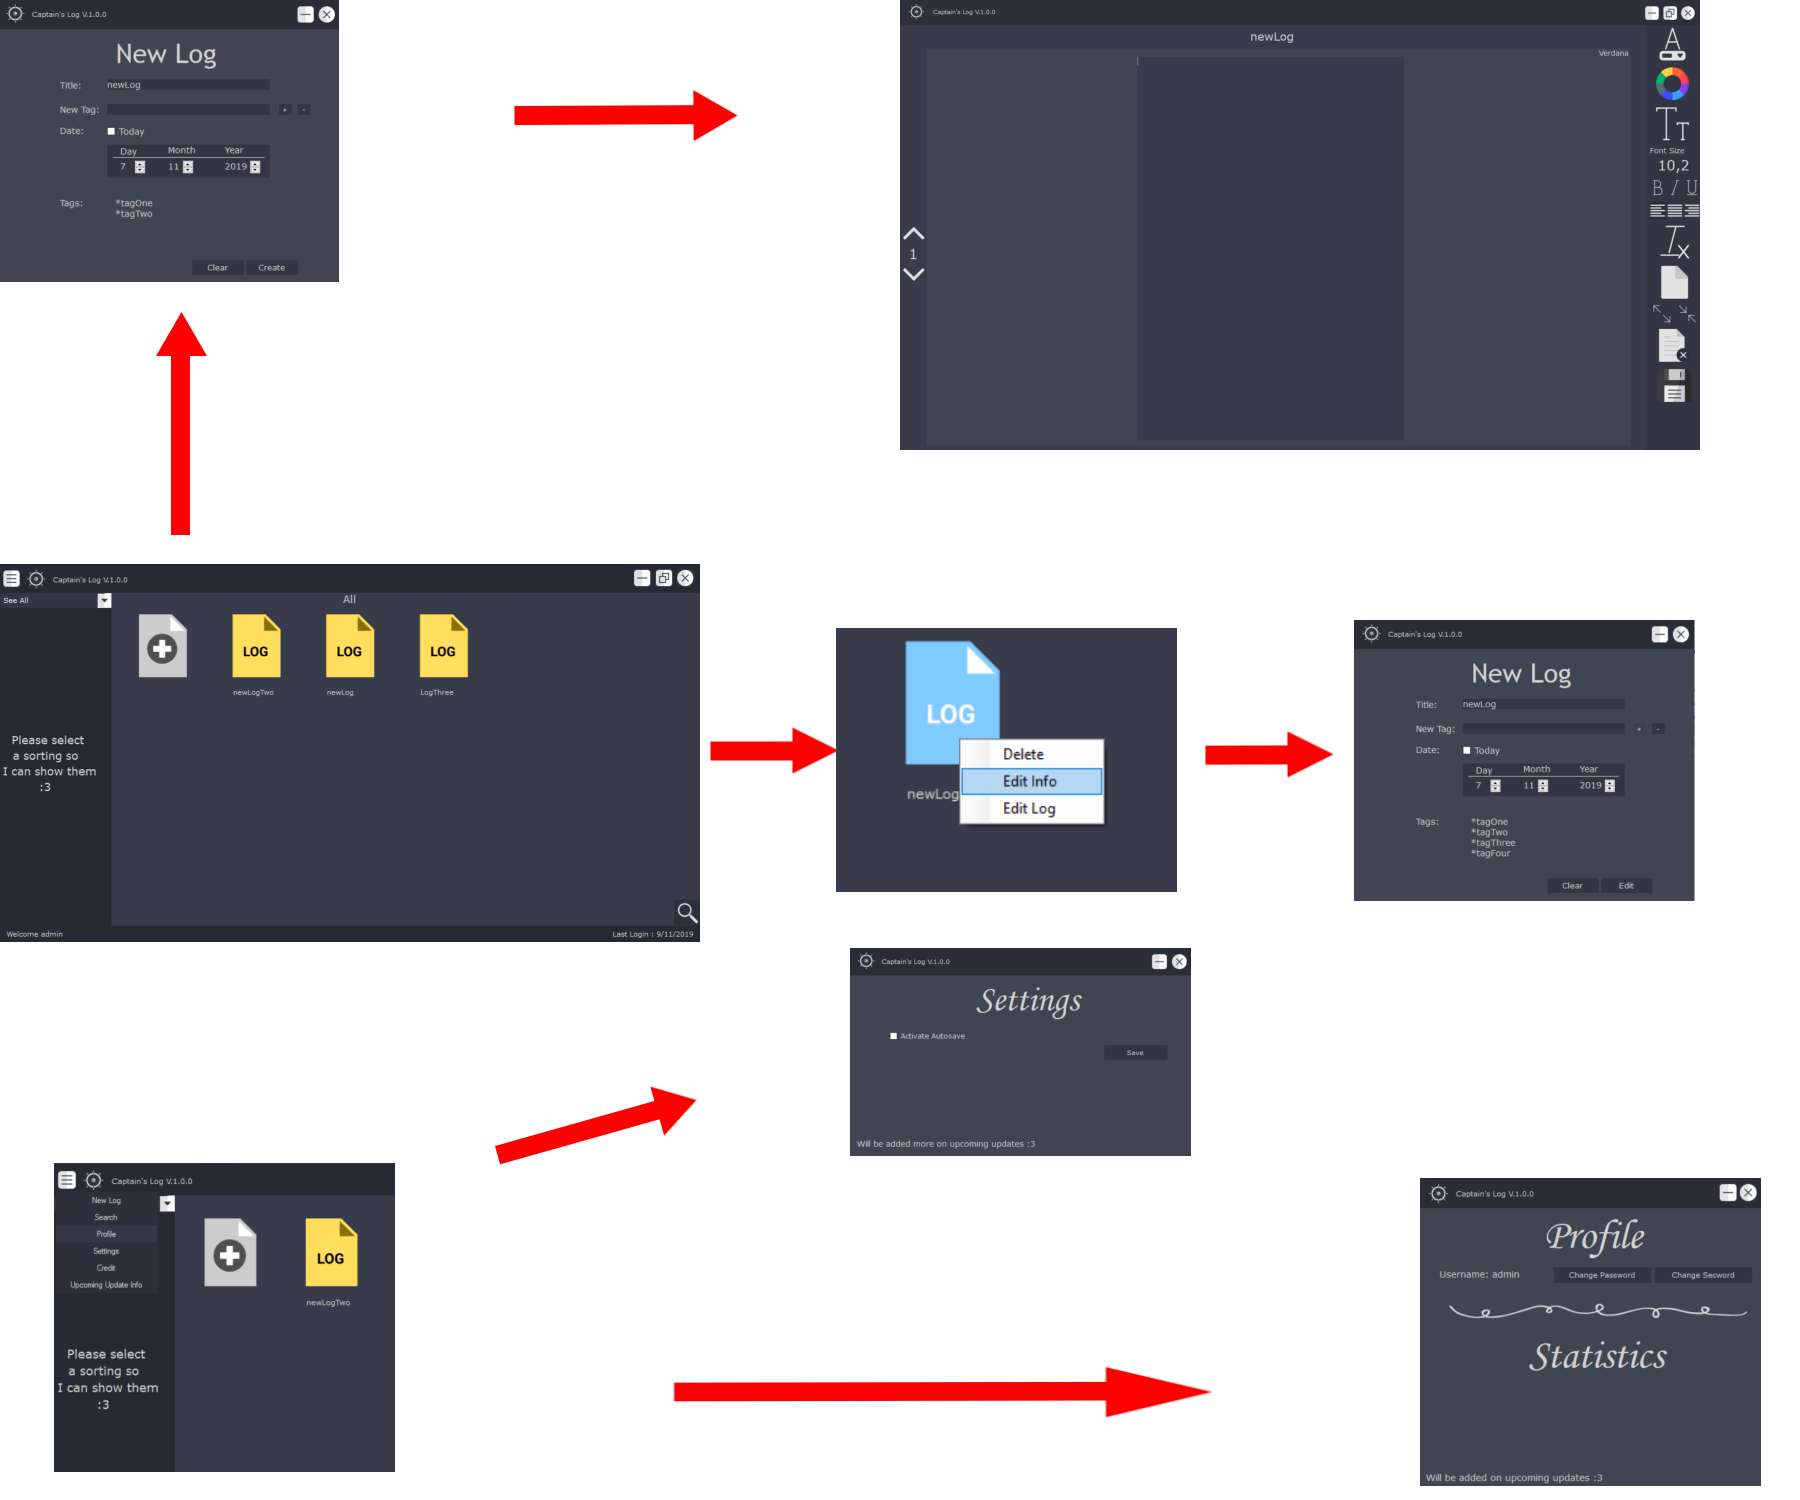 Captain's Log V.1.0.0
New Log
Title: newLog
New Tag: + -
Date: Today
Day Month Year
7 11 2019
Tags: *tagOne
*tagTwo
Clear Create
Captain's Log V.1.0.0
newLog
Verdana
Font Size
10,2
B I U
1
Captain's Log V.1.0.0
See All
All
LOG LOG LOG
newLogTwo newLog LogThree
Please select
a sorting so
I can show them
:3
Welcome admin
Last Login : 9/11/2019
LOG
newLog
Delete
Edit Info
Edit Log
Captain's Log V.1.0.0
New Log
Title: newLog
New Tag: + -
Date: Today
Day Month Year
7 11 2019
Tags: *tagOne
*tagTwo
*tagThree
*tagFour
Clear Edit
Captain's Log V.1.0.0
Settings
Activate Autosave
Save
Will be added more on upcoming updates :3
Captain's Log V.1.0.0
New Log
Search
Profile
Settings
Credit
Upcoming Update Info
LOG
newLogTwo
Please select
a sorting so
I can show them
:3
Captain's Log V.1.0.0
Profile
Username: admin Change Password Change Secword
Statistics
Will be added on upcoming updates :3